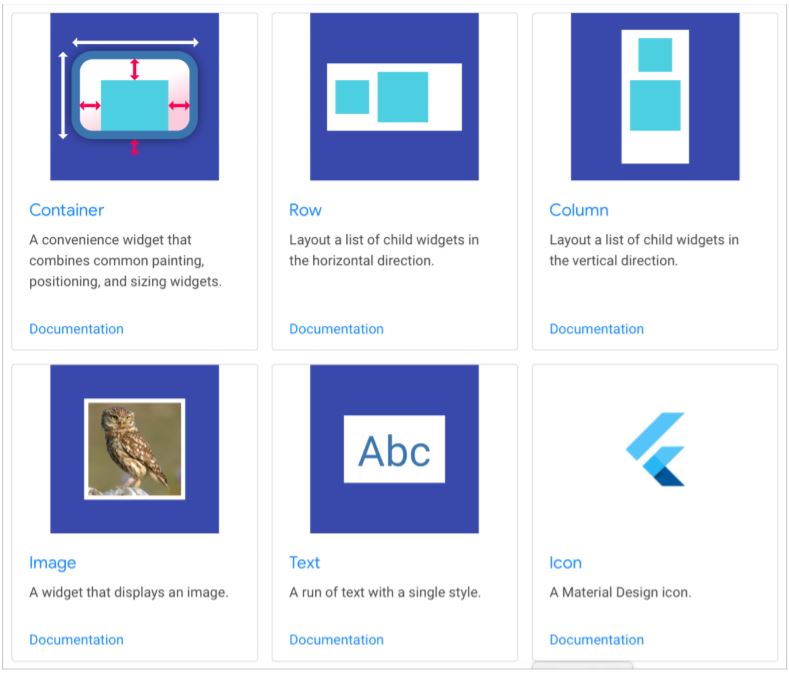 Container
A convenience widget that
combines common painting,
positioning, and sizing widgets.
Documentation
Row
Layout a list of child widgets in
the horizontal direction.
Documentation
Column
Layout a list of child widgets in
the vertical direction.
Documentation
Abc
Image
A widget that displays an image.
Documentation
Text
A run of text with a single style.
Documentation
Icon
A Material Design icon.
Documentation